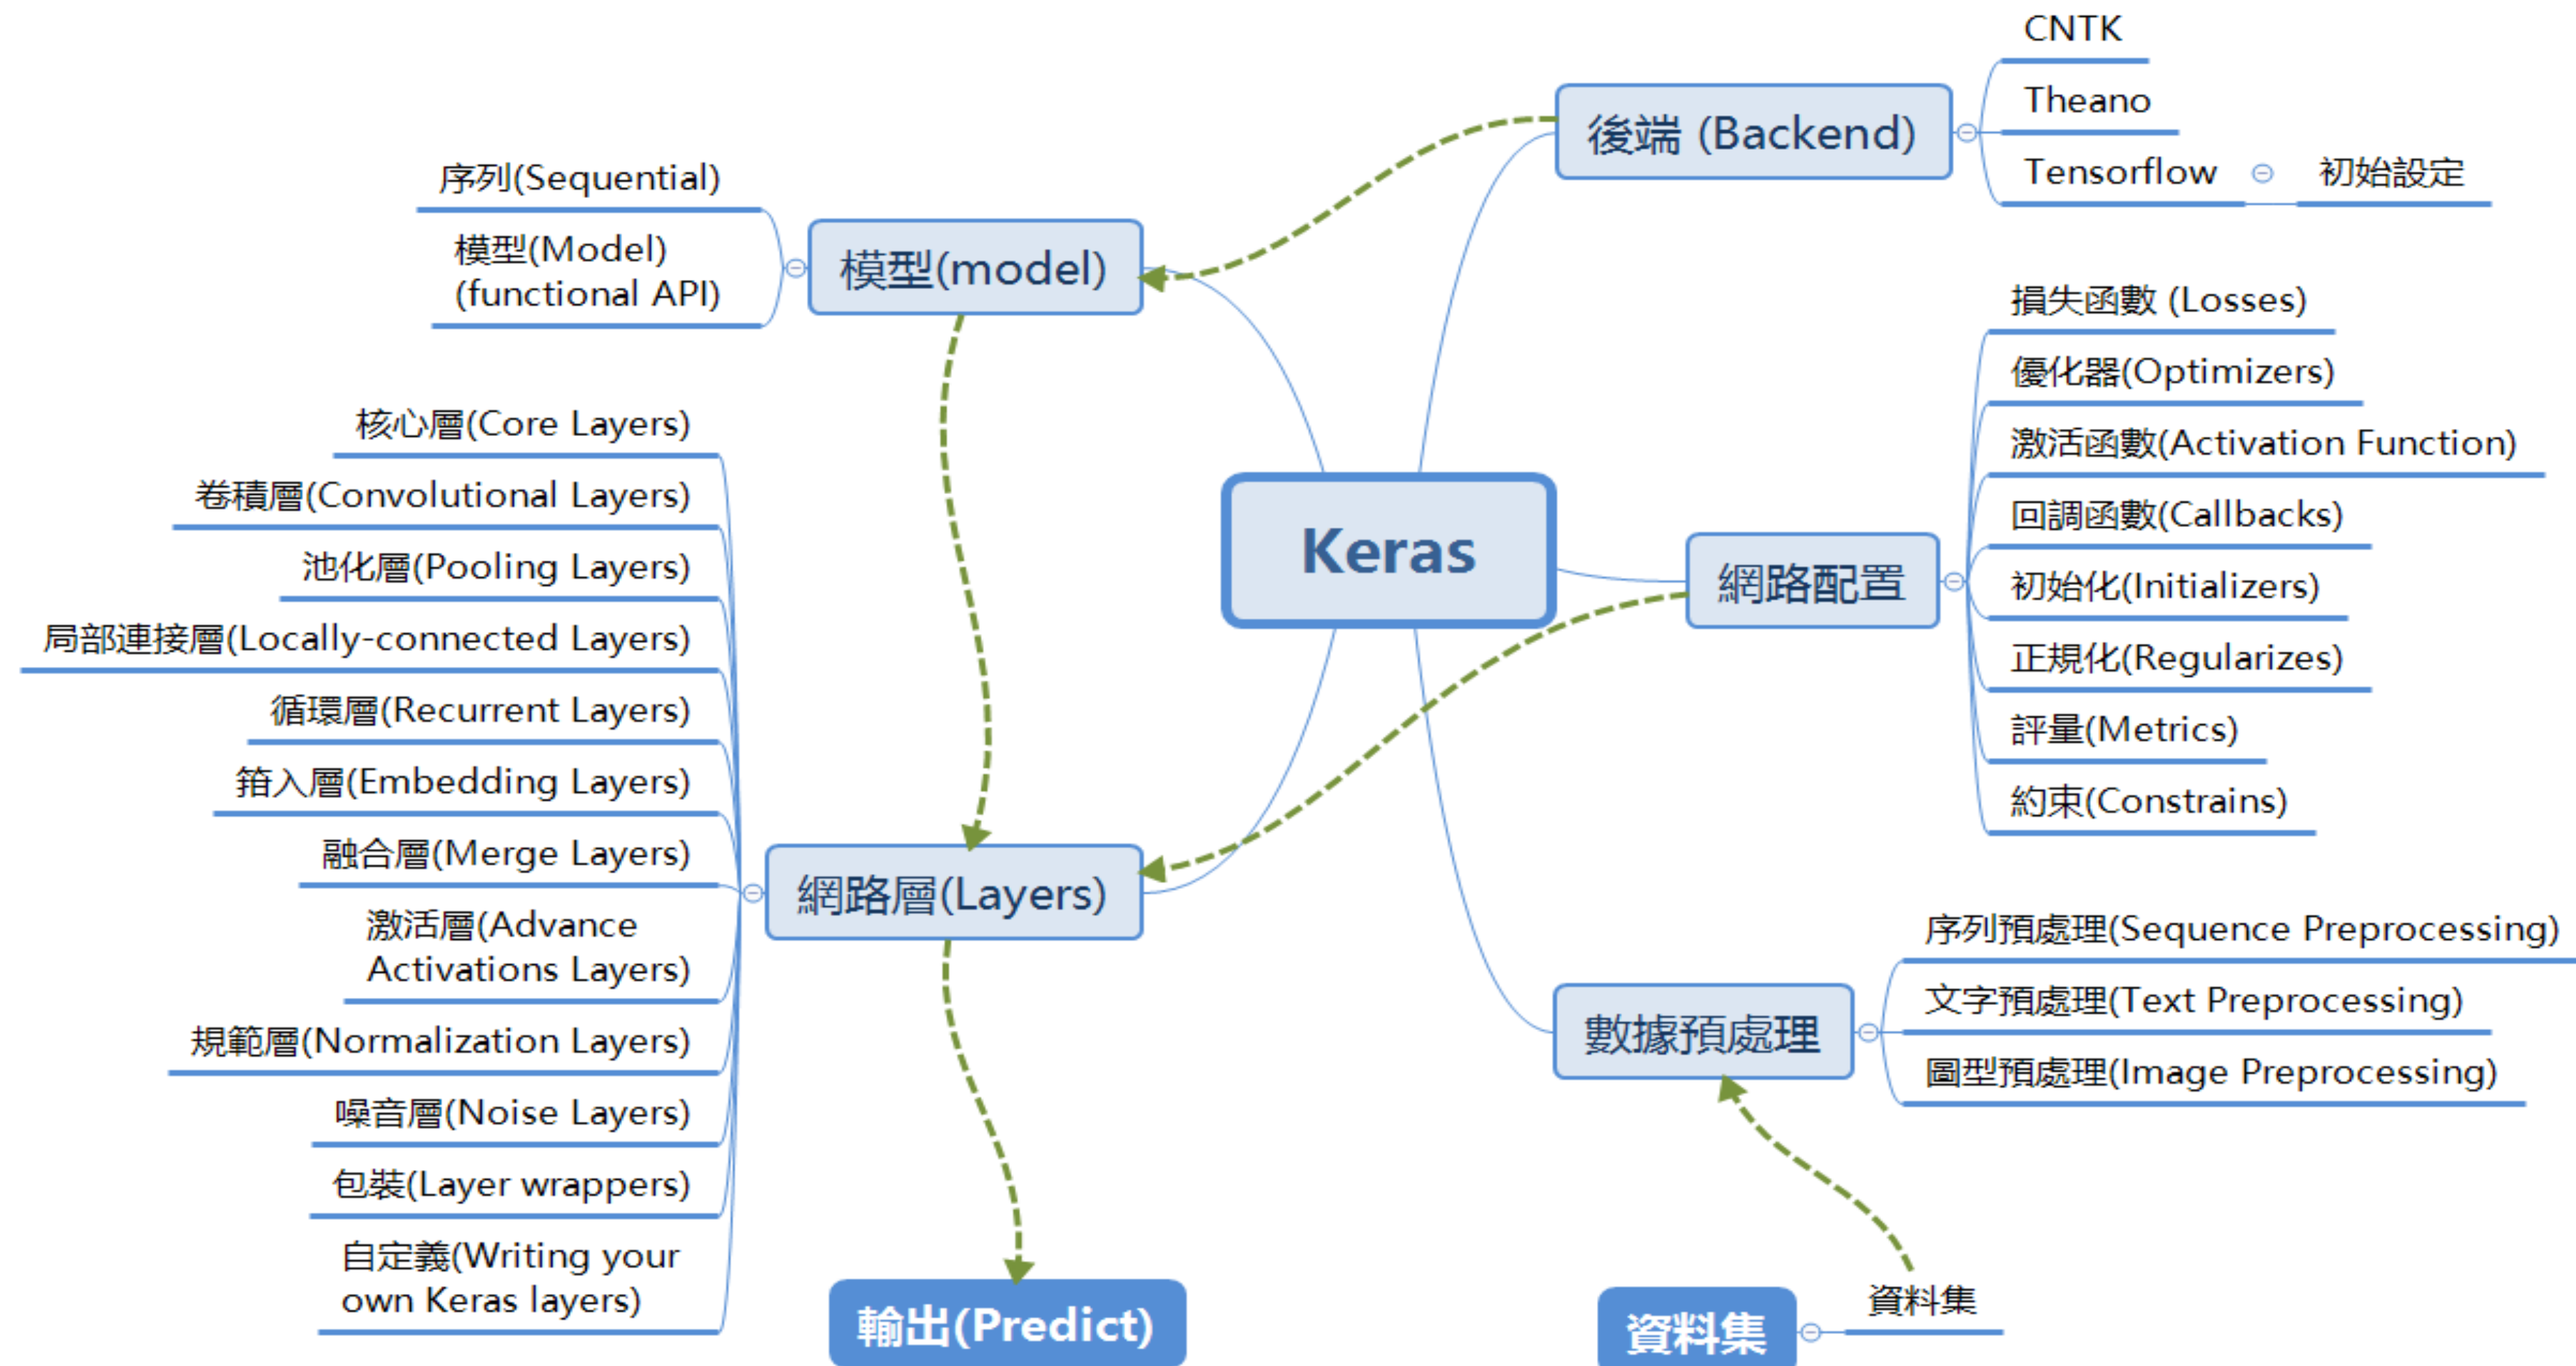 Keras
後端 (Backend)
CNTK
Theano
Tensorflow
初始設定
網路配置
損失函數 (Losses)
優化器(Optimizers)
激活函數(Activation Function)
回調函數(Callbacks)
初始化(Initializers)
正規化(Regularizes)
評量(Metrics)
約束(Constrains)
數據預處理
序列預處理(Sequence Preprocessing)
文字預處理(Text Preprocessing)
圖型預處理(Image Preprocessing)
模型(model)
序列(Sequential)
模型(Model)
(functional API)
網路層(Layers)
核心層(Core Layers)
卷積層(Convolutional Layers)
池化層(Pooling Layers)
局部連接層(Locally-connected Layers)
循環層(Recurrent Layers)
箝入層(Embedding Layers)
融合層(Merge Layers)
激活層(Advance
Activations Layers)
規範層(Normalization Layers)
噪音層(Noise Layers)
包裝(Layer wrappers)
自定義(Writing your
own Keras layers)
輸出(Predict)
資料集
資料集